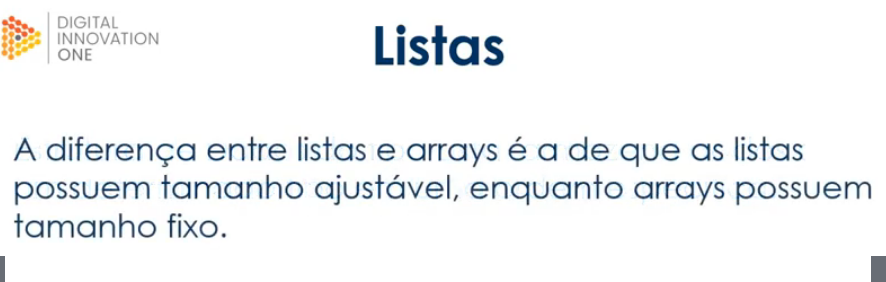 DIGITAL
INNOVATION
ONE
Listas
A diferença entre listas e arrays é a de que as listas
possuem tamanho ajustável, enquanto arrays possuem
tamanho fixo.